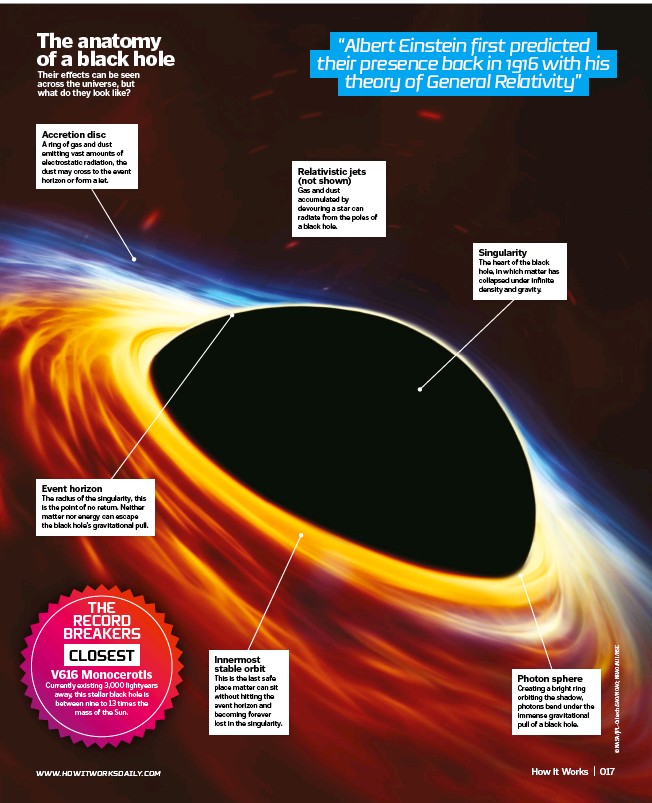 The anatomy
of a black hole
Their effects can be seen
across the universe, but
what do they look like?
“Albert Einstein first predicted
their presence back in 1916 with his
theory of General Relativity”
Accretion disc
A ring of gas and dust
emitting vast amounts of
electrostatic radiation, the
dust may cross to the event
horizon or form a jet.
Relativistic jets
(not shown)
Gas and dust
accumulated by
devouring a star can
radiate from the poles of
a black hole.
Singularity
The heart of the black
hole, in which matter has
collapsed under infinite
density and gravity.
Event horizon
The radius of the singularity, this
is the point of no return. Neither
matter nor energy can escape
the black hole's gravitational pull.
THE
RECORD
BREAKERS
CLOSEST
V616 Monocerotis
Currently existing 3,000 lightyears
away, this stellar black hole is
between nine to 13 times the
mass of the Sun.
Innermost
stable orbit
This is the last safe
place matter can sit
without hitting the
event horizon and
becoming forever
lost in the singularity.
Photon sphere
Creating a bright ring
orbiting the shadow,
photons bend under the
immense gravitational
pull of a black hole.
WWW.HOWITWORKSDAILY.COM
How It Works | 017